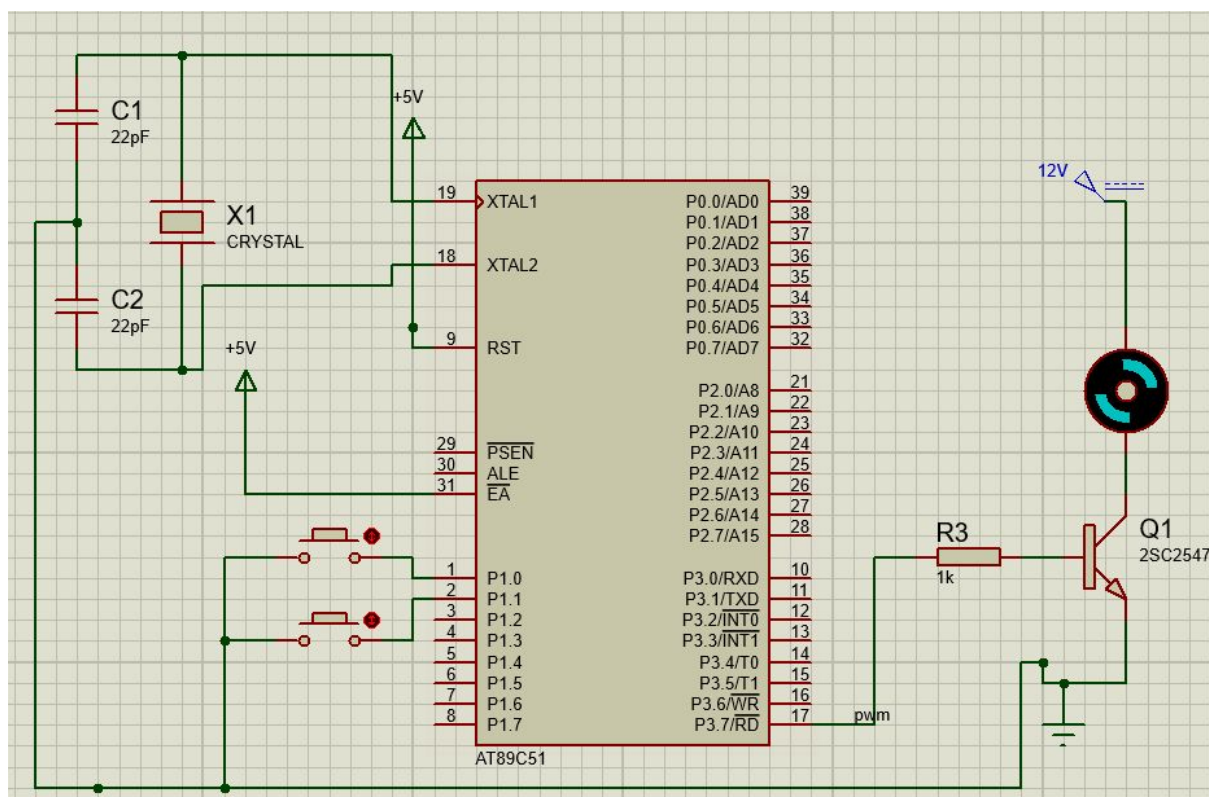 C1
22pF
+5V
12V
X1
CRYSTAL
C2
22pF
+5V
19 XTAL1
18 XTAL2
9 RST
29 PSEN
30 ALE
31 EA
1 P1.0
2 P1.1
3 P1.2
4 P1.3
5 P1.4
6 P1.5
7 P1.6
8 P1.7
P0.0/AD0 39
P0.1/AD1 38
P0.2/AD2 37
P0.3/AD3 36
P0.4/AD4 35
P0.5/AD5 34
P0.6/AD6 33
P0.7/AD7 32
P2.0/A8 21
P2.1/A9 22
P2.2/A10 23
P2.3/A11 24
P2.4/A12 25
P2.5/A13 26
P2.6/A14 27
P2.7/A15 28
P3.0/RXD 10
P3.1/TXD 11
P3.2/INT0 12
P3.3/INT1 13
P3.4/T0 14
P3.5/T1 15
P3.6/WR 16
P3.7/RD 17
AT89C51
pwm
R3
1k
Q1
2SC2547